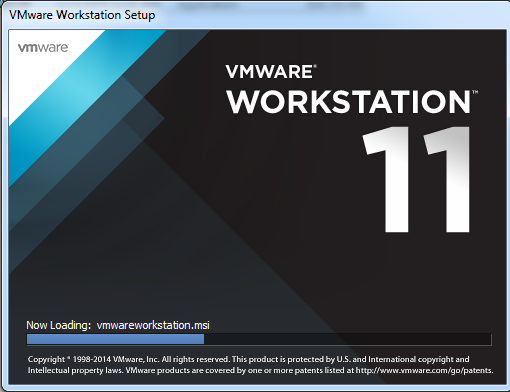 VMware Workstation Setup
vmware
VMWARE®
WORKSTATION™
11
Now Loading: vmwareworkstation.msi
Copyright © 1998-2014 VMware, Inc. All rights reserved. This product is protected by U.S. and International copyright and
Intellectual property laws. VMware products are covered by one or more patents listed at http://www.vmware.com/go/patents.